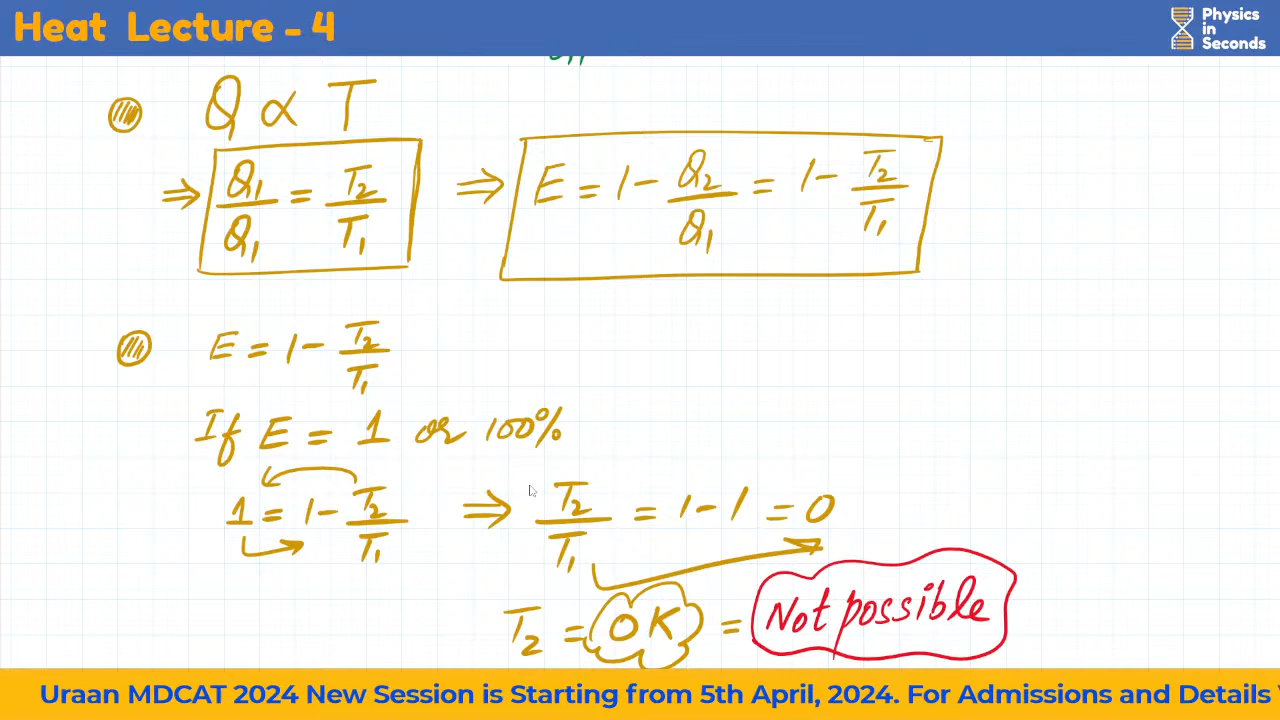 Heat Lecture - 4
Physics
in
Seconds
Q ∝ T
⇒ Q₁/Q₁ = T₂/T₁ ⇒ E = 1 - Q₂/Q₁ = 1 - T₂/T₁
E = 1 - T₂/T₁
If E = 1 or 100%
1 = 1 - T₂/T₁ ⇒ T₂/T₁ = 1 - 1 = 0
T₂ = 0K = Not possible
Uraan MDCAT 2024 New Session is Starting from 5th April, 2024. For Admissions and Details